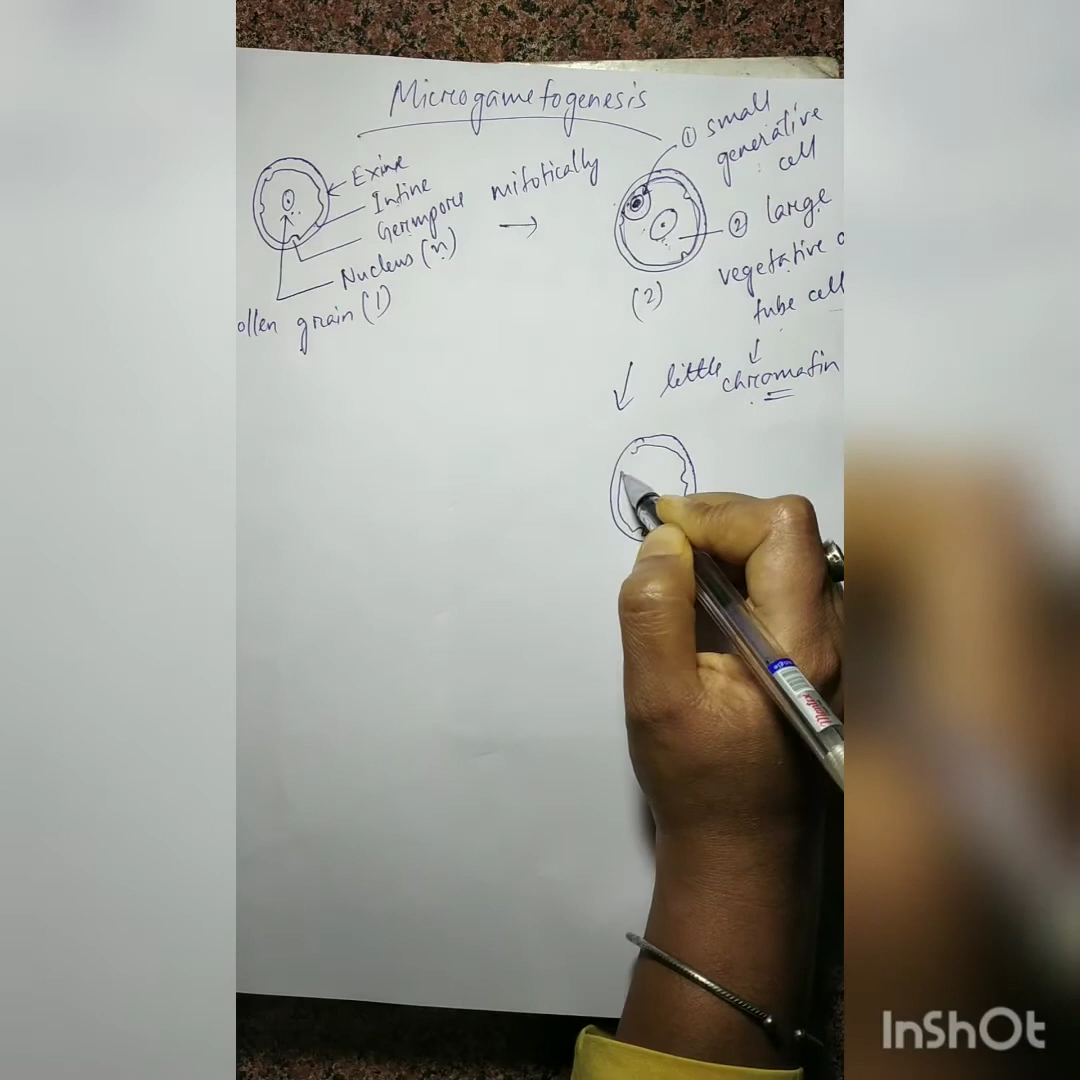 Microgametogenesis
Exine
Intine
Germpore
Nucleus (n)
ollen grain (1)
mitotically
① small
generative
cell
② large
vegetative o
tube cell
(2)
little chromatin
Montex
InShOt